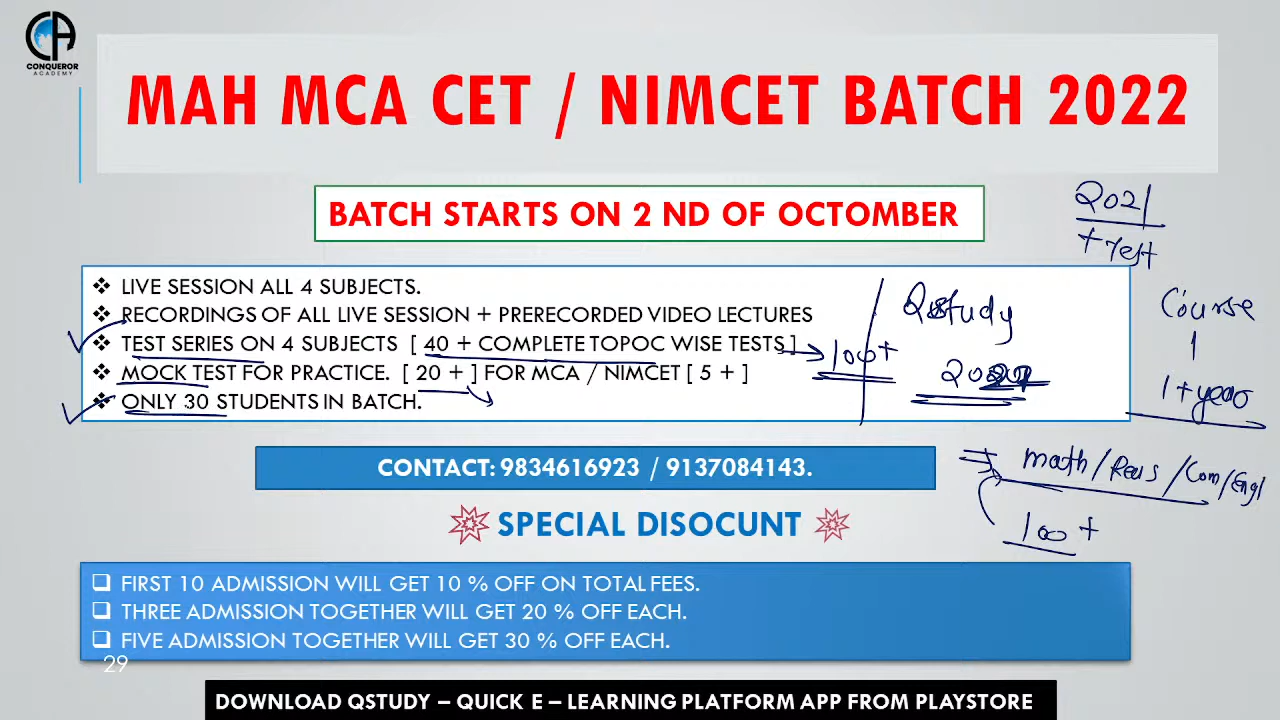 CONQUEROR
ACADEMY
MAH MCA CET / NIMCET BATCH 2022
BATCH STARTS ON 2 ND OF OCTOMBER
2021
+ Test
❖ LIVE SESSION ALL 4 SUBJECTS.
❖ RECORDINGS OF ALL LIVE SESSION + PRERECORDED VIDEO LECTURES
❖ TEST SERIES ON 4 SUBJECTS [ 40 + COMPLETE TOPOC WISE TESTS ]
❖ MOCK TEST FOR PRACTICE. [ 20 + ] FOR MCA / NIMCET [ 5 + ]
❖ ONLY 30 STUDENTS IN BATCH.
100+
Qstudy
Course
1
1+year
CONTACT: 9834616923 / 9137084143.
math/Reas/Com/Engl
100 +
SPECIAL DISOCUNT
❑ FIRST 10 ADMISSION WILL GET 10 % OFF ON TOTAL FEES.
❑ THREE ADMISSION TOGETHER WILL GET 20 % OFF EACH.
❑ FIVE ADMISSION TOGETHER WILL GET 30 % OFF EACH.
29
DOWNLOAD QSTUDY – QUICK E – LEARNING PLATFORM APP FROM PLAYSTORE